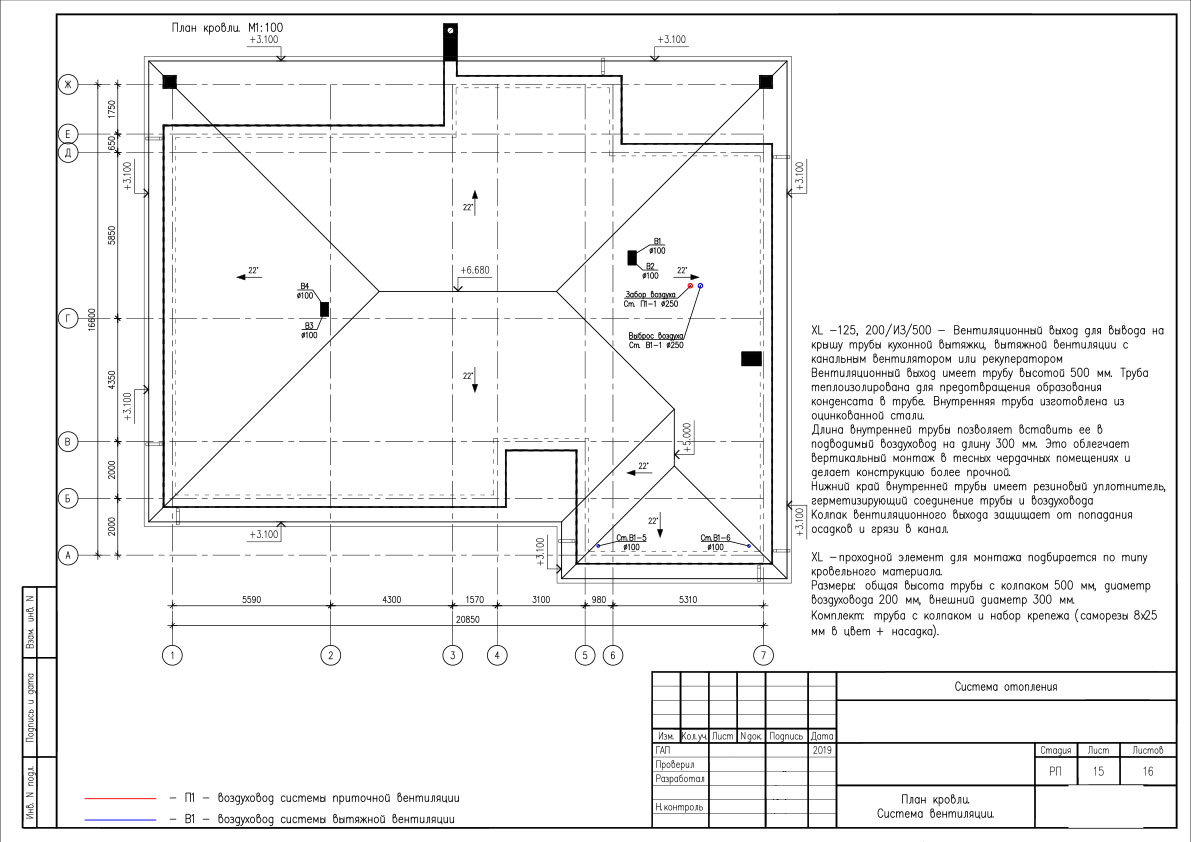 План кровли. М1:100
+3.100
+3.100
Ж
Е
Д
Г
В
Б
А
1750
650
5850
4350
2000
2000
16600
+3.100
+3.100
+3.100
+3.100
+3.100
+3.100
22°
22°
+6.680
В1
ø100
В2
ø100
22°
Забор воздуха
Ст. П1-1 ø250
Выброс воздуха
Ст. В1-1 ø250
В4
ø100
В3
ø100
22°
+5.000
22°
22°
Ст.В1-5
ø100
Ст.В1-6
ø100
5590
4300
1570
3100
980
5310
20850
1
2
3
4
5
6
7
XL -125, 200/ИЗ/500 - Вентиляционный выход для вывода на
крышу трубы кухонной вытяжки, вытяжной вентиляции с
канальным вентилятором или рекуператором
Вентиляционный выход имеет трубу высотой 500 мм. Труба
теплоизолирована для предотвращения образования
конденсата в трубе. Внутренняя труба изготовлена из
оцинкованной стали.
Длина внутренней трубы позволяет вставить ее в
подводимый воздуховод на длину 300 мм. Это облегчает
вертикальный монтаж в тесных чердачных помещениях и
делает конструкцию более прочной.
Нижний край внутренней трубы имеет резиновый уплотнитель,
герметизирующий соединение трубы и воздуховода
Колпак вентиляционного выхода защищает от попадания
осадков и грязи в канал.
XL -проходной элемент для монтажа подбирается по типу
кровельного материала.
Размеры: общая высота трубы с колпаком 500 мм, диаметр
воздуховода 200 мм, внешний диаметр 300 мм.
Комплект: труба с колпаком и набор крепежа (саморезы 8х25
мм в цвет + насадка).
- П1 - воздуховод системы приточной вентиляции
- В1 - воздуховод системы вытяжной вентиляции
Взам. инв. N
Подпись и дата
Инв. N подл.
Система отопления
Изм. Кол.уч. Лист Nдок. Подпись Дата
ГАП 2019
Проверил
Разработал
Н.контроль
Стадия Лист Листов
РП 15 16
План кровли.
Система вентиляции.